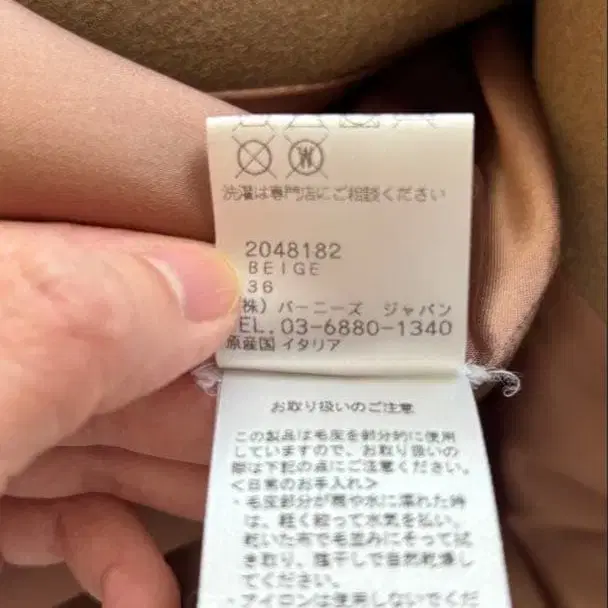 W
洗濯は専門店にご相談ください
2048182
BEIGE
36
(株) バーニーズ ジャパン
TEL. 03-6880-1340
原産国 イタリア
お取り扱いのご注意
この製品は毛皮を部分的に使用
していますので、お取り扱いの
際は下記の点にご注意ください。
<日常のお手入れ>
・毛皮部分が雨や水に濡れた時
は、軽く絞って水気を払い、
乾いた布で毛並みにそって拭
き取り、陰干しで自然乾燥し
てください。
・アイロンは使用しないでくだ